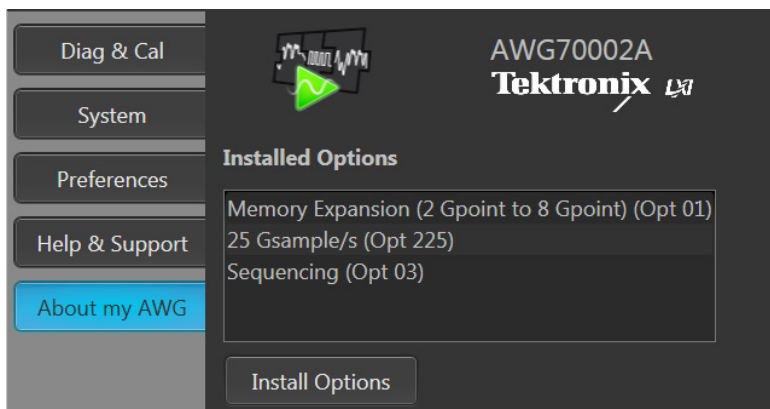 Diag & Cal
System
Preferences
Help & Support
About my AWG
AWG70002A
Tektronix
Installed Options
Memory Expansion (2 Gpoint to 8 Gpoint) (Opt 01)
25 Gsample/s (Opt 225)
Sequencing (Opt 03)
Install Options